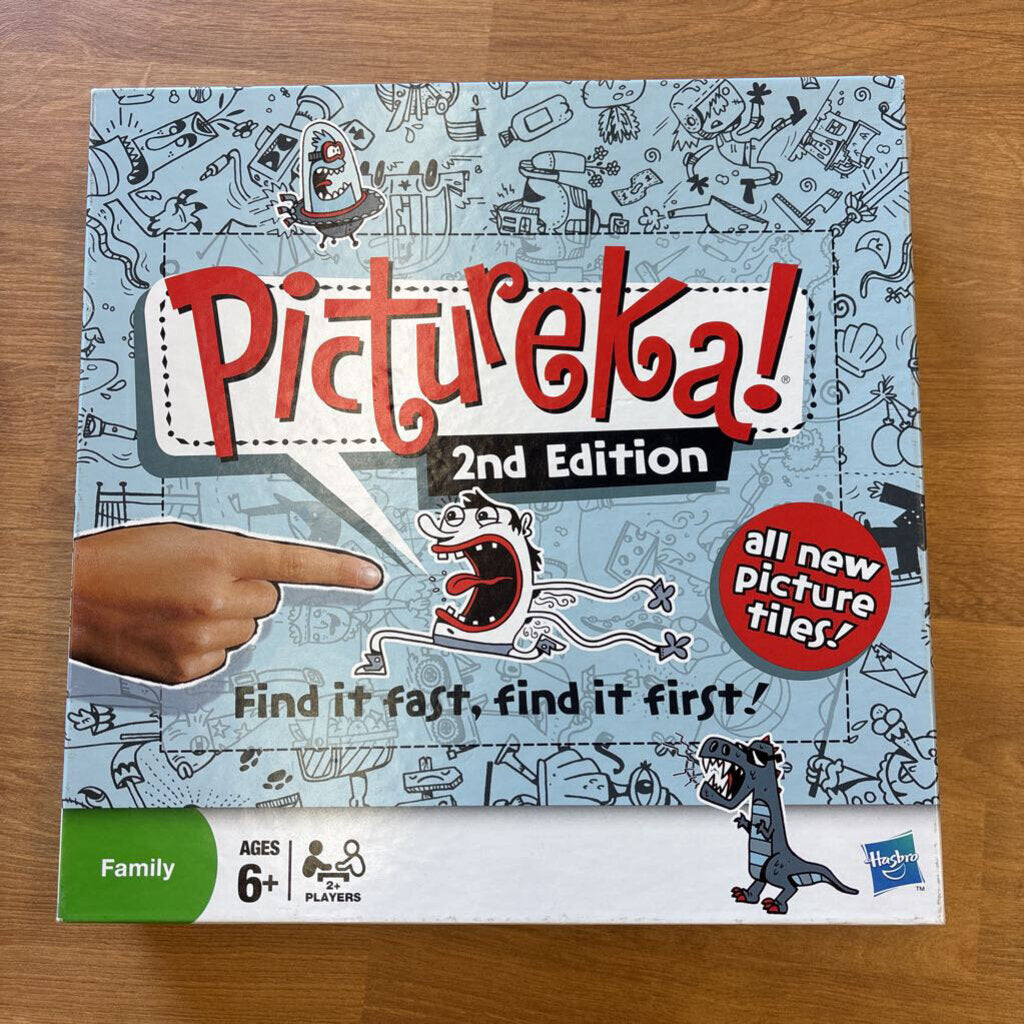 Pictureka!
®
2nd Edition
all new
picture
tiles!
Find it fast, find it first!
Family
AGES
6+
2+
PLAYERS
Hasbro
TM